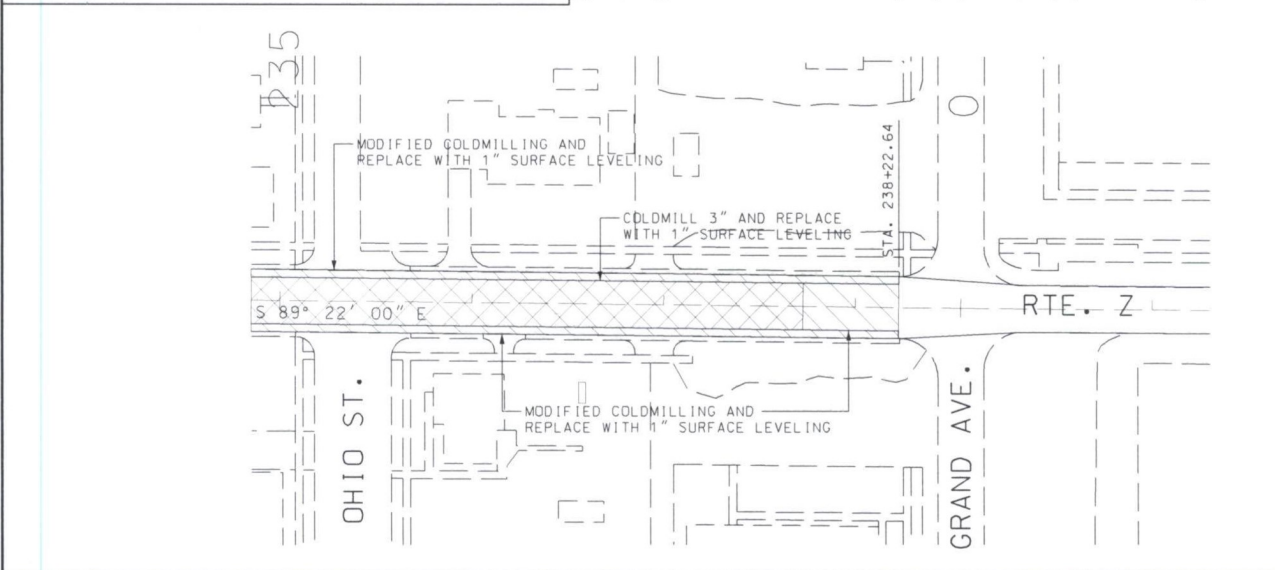 235
MODIFIED COLDMILLING AND
REPLACE WITH 1" SURFACE LEVELING
COLDMILL 3" AND REPLACE
WITH 1" SURFACE LEVELING
STA. 238+22.64
O
S 89° 22' 00" E
RTE. Z
MODIFIED COLDMILLING AND
REPLACE WITH 1" SURFACE LEVELING
OHIO ST.
GRAND AVE.